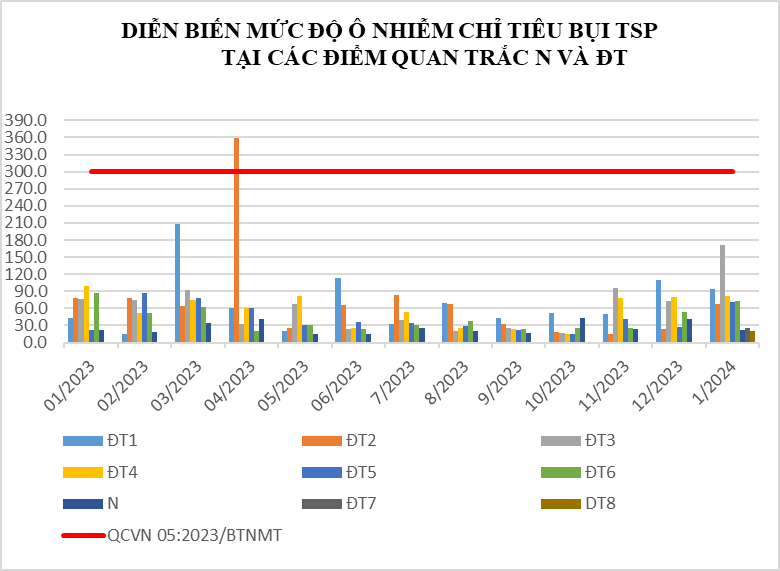 DIỄN BIẾN MỨC ĐỘ Ô NHIỄM CHỈ TIÊU BỤI TSP
TẠI CÁC ĐIỂM QUAN TRẮC N VÀ ĐT
390.0
360.0
330.0
300.0
270.0
240.0
210.0
180.0
150.0
120.0
90.0
60.0
30.0
0.0
01/2023
02/2023
03/2023
04/2023
05/2023
06/2023
7/2023
8/2023
9/2023
10/2023
11/2023
12/2023
1/2024
ĐT1
ĐT2
ĐT3
ĐT4
ĐT5
ĐT6
N
ĐT7
DT8
QCVN 05:2023/BTNMT